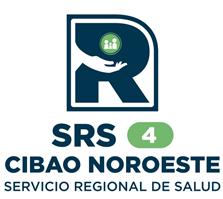 R
SRS 4
CIBAO NOROESTE
SERVICIO REGIONAL DE SALUD